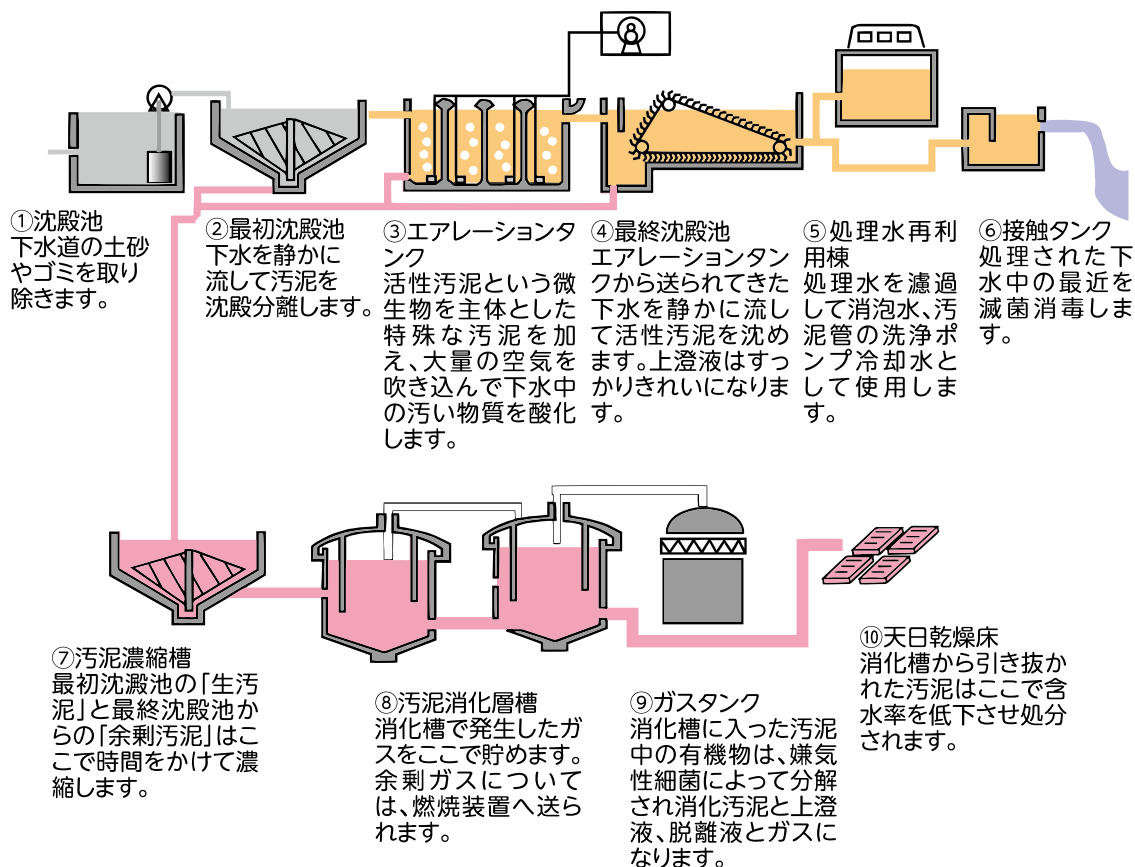 ①沈殿池
下水道の土砂
やゴミを取り
除きます。
②最初沈殿池
下水を静かに
流して汚泥を
沈殿分離します。
③エアレーションタ
ンク
活性汚泥という微
生物を主体とした
特殊な汚泥を加
え、大量の空気を
吹き込んで下水中
の汚い物質を酸化
します。
④最終沈殿池
エアレーションタン
クから送られてきた
下水を静かに流し
て活性汚泥を沈め
ます。上澄液はすっ
かりきれいになりま
す。
⑤処理水再利
用棟
処理水を濾過
して消泡水、汚
泥管の洗浄ポ
ンプ冷却水と
して使用しま
す。
⑥接触タンク
処理された下
水中の最近を
滅菌消毒しま
す。
⑦汚泥濃縮槽
最初沈澱池の「生汚
泥」と最終沈殿池か
らの「余剰汚泥」はこ
こで時間をかけて濃
縮します。
⑧汚泥消化層槽
消化槽で発生したガ
スをここで貯めます。
余剰ガスについて
は、燃焼装置へ送ら
れます。
⑨ガスタンク
消化槽に入った汚泥
中の有機物は、嫌気
性細菌によって分解
され消化汚泥と上澄
液、脱離液とガスに
なります。
⑩天日乾燥床
消化槽から引き抜か
れた汚泥はここで含
水率を低下させ処分
されます。